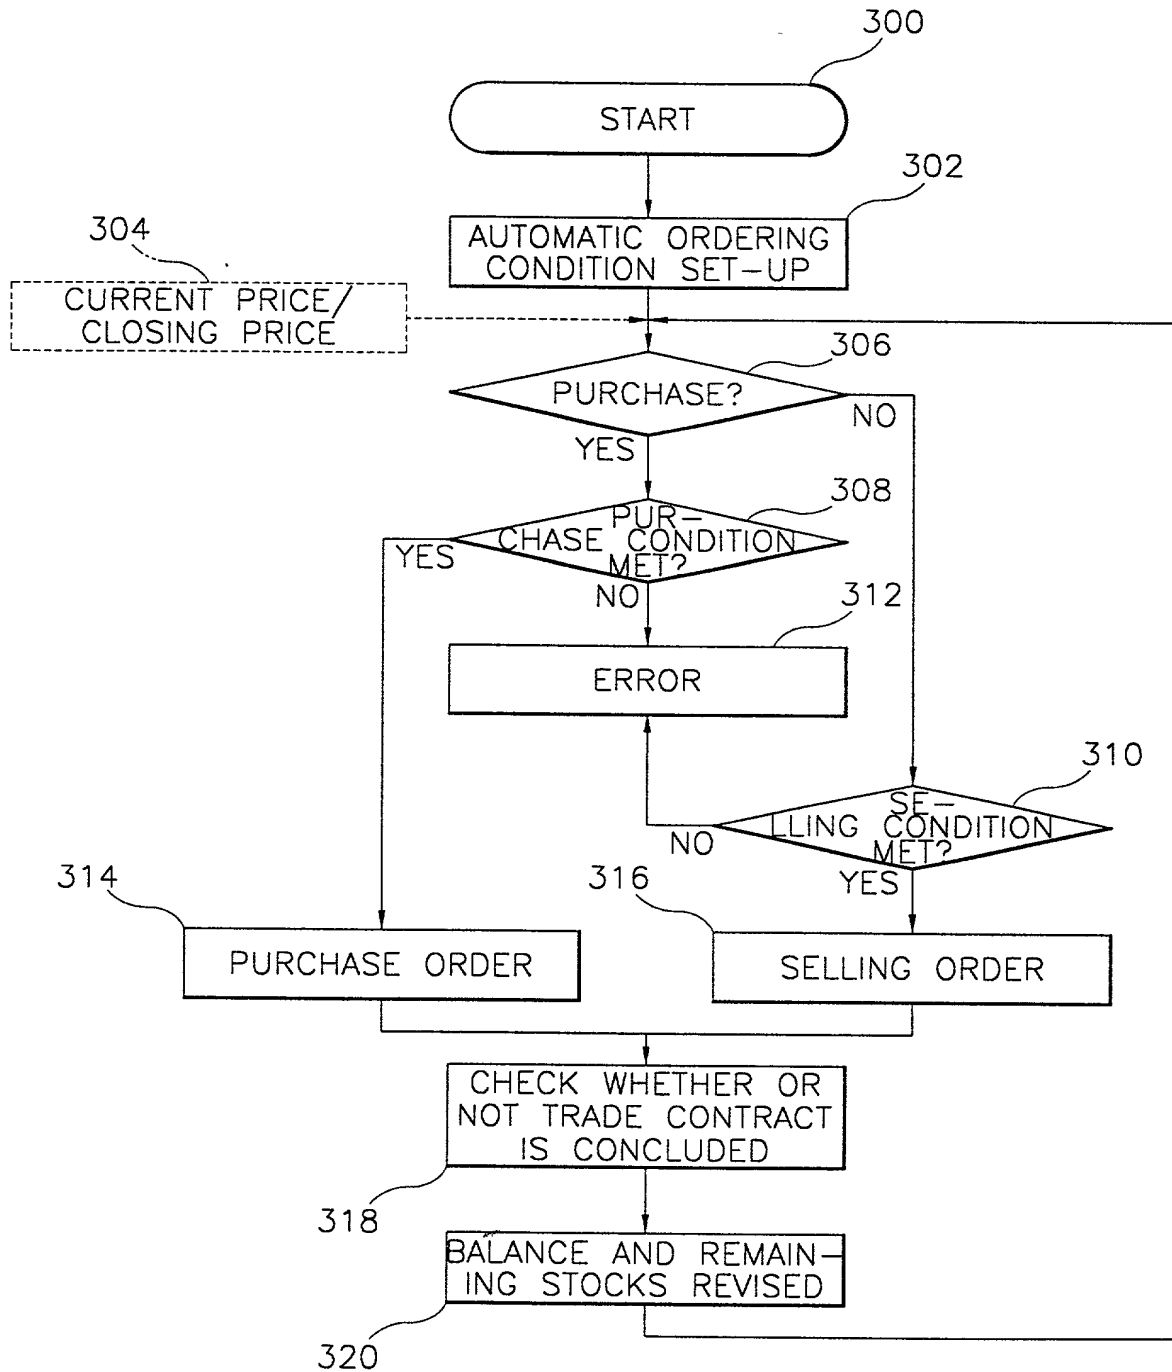 300
START
302
AUTOMATIC ORDERING
CONDITION SET-UP
304
CURRENT PRICE/
CLOSING PRICE
306
PURCHASE?
NO
YES
308
PUR-
CHASE CONDITION
MET?
YES
NO
312
ERROR
310
SE-
LLING CONDITION
MET?
NO
YES
314
PURCHASE ORDER
316
SELLING ORDER
CHECK WHETHER OR
NOT TRADE CONTRACT
IS CONCLUDED
318
BALANCE AND REMAIN-
ING STOCKS REVISED
320